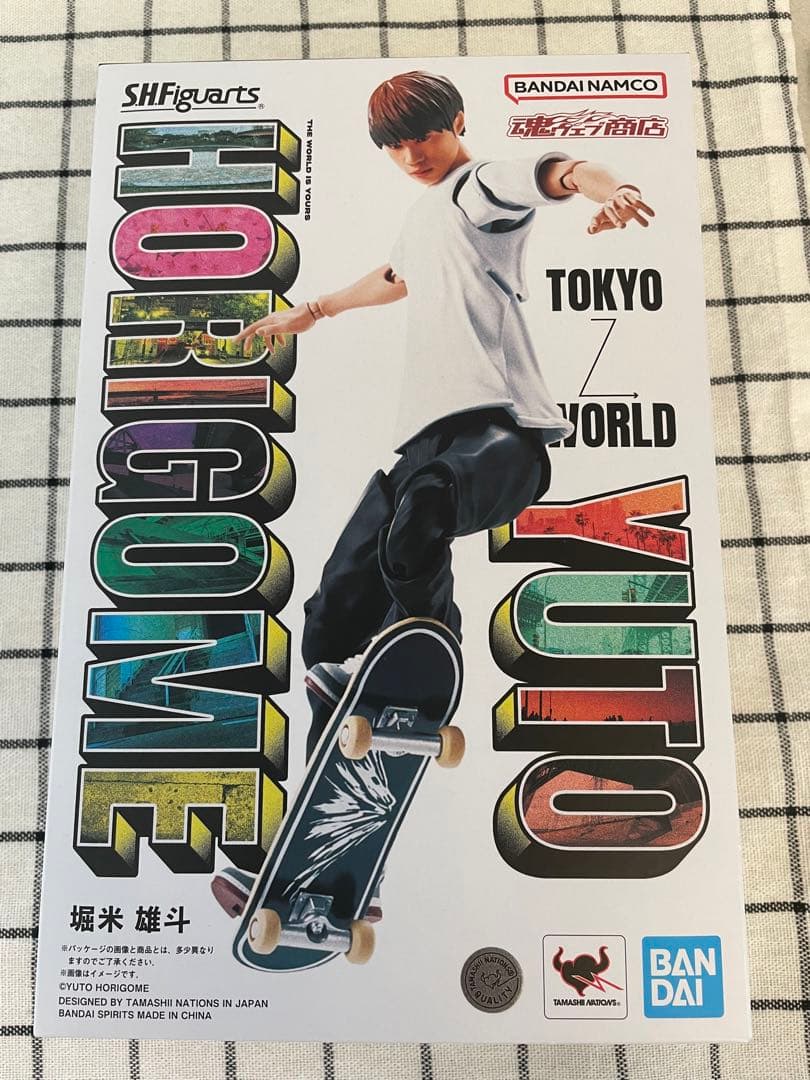 S.H.Figuarts®
BANDAI NAMCO
魂ウェブ商店
THE WORLD IS YOURS
HORIGOME
TOKYO
WORLD
YUTO
堀米 雄斗
※パッケージの画像と商品とは、多少異なり
ますのでご了承ください。
※画像はイメージです。
©YUTO HORIGOME
DESIGNED BY TAMASHII NATIONS IN JAPAN
BANDAI SPIRITS MADE IN CHINA
TAMASHII NATIONS®
QUALITY
TAMASHII NATIONS®
BAN
DAI